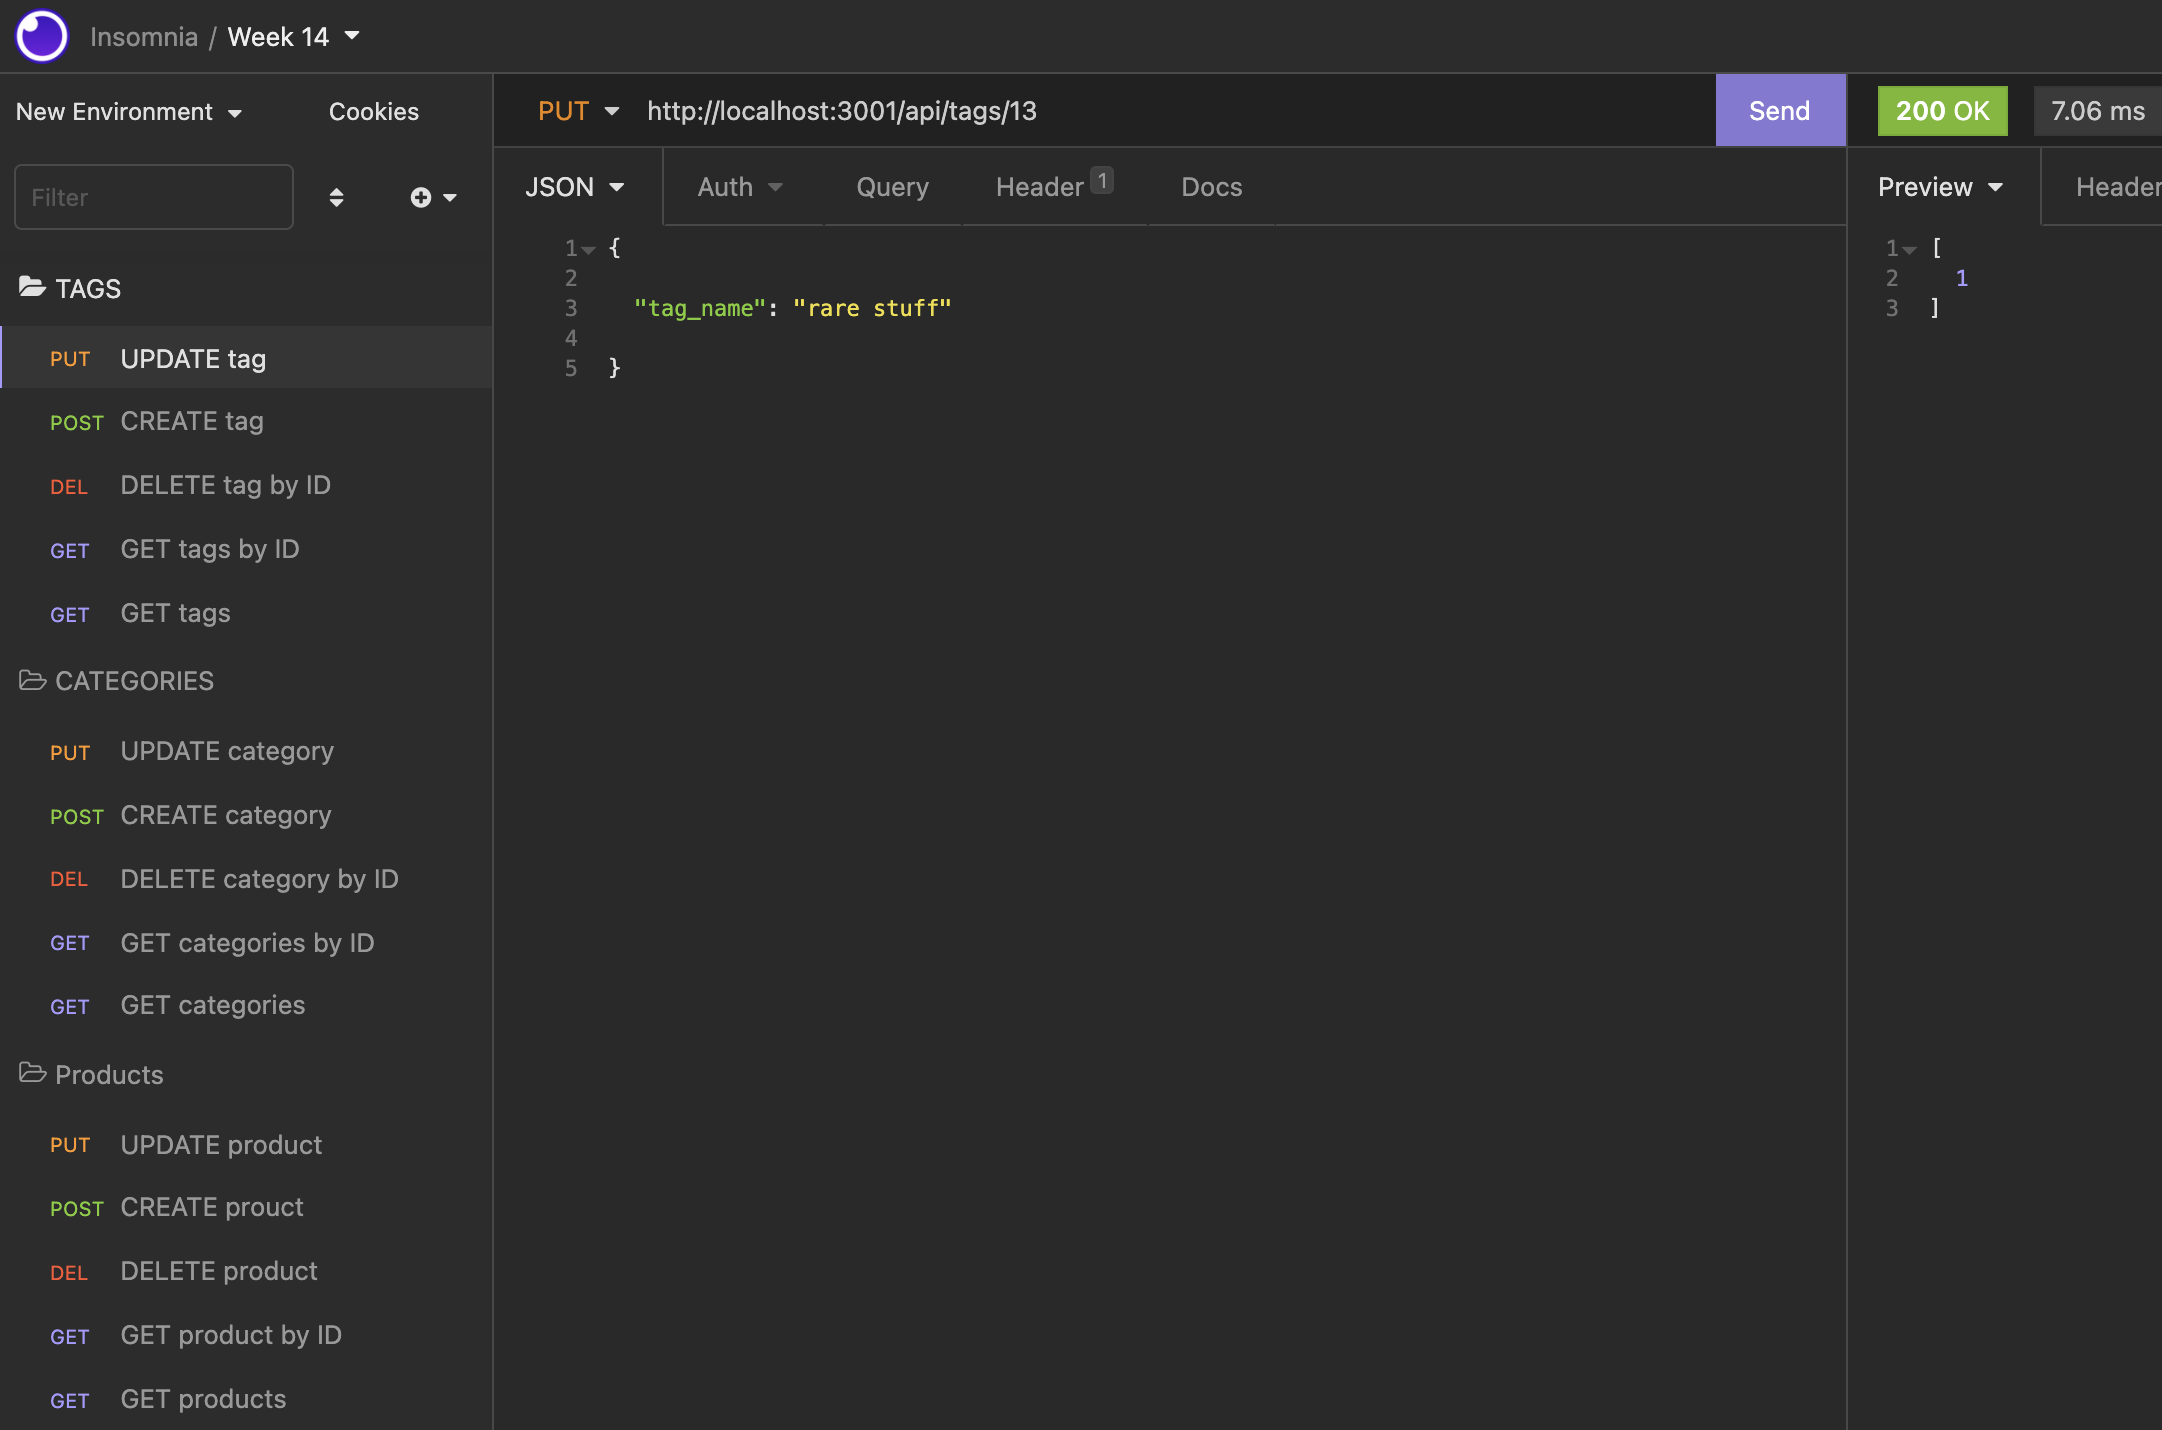 Insomnia / Week 14
New Environment
Cookies
Filter
TAGS
PUT UPDATE tag
POST CREATE tag
DEL DELETE tag by ID
GET GET tags by ID
GET GET tags
CATEGORIES
PUT UPDATE category
POST CREATE category
DEL DELETE category by ID
GET GET categories by ID
GET GET categories
Products
PUT UPDATE product
POST CREATE prouct
DEL DELETE product
GET GET product by ID
GET GET products
PUT http://localhost:3001/api/tags/13 Send
JSON Auth Query Header 1 Docs
1 {
2
3 "tag_name": "rare stuff"
4
5 }
200 OK 7.06 ms
Preview Header
1 [
2 1
3 ]